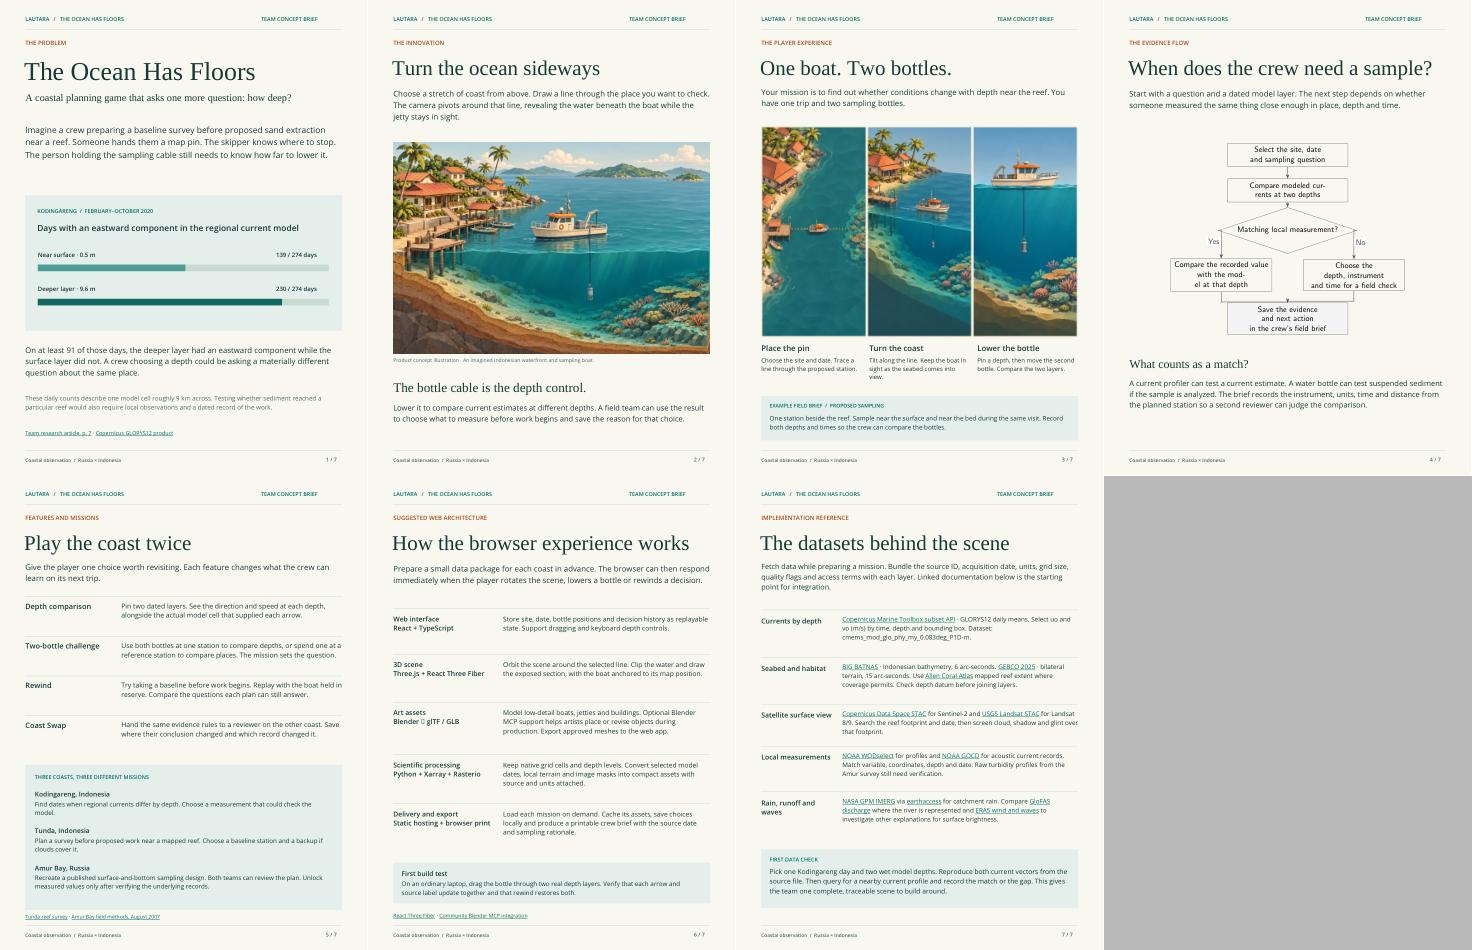 LAUTARA / THE OCEAN HAS FLOORS
TEAM CONCEPT BRIEF
THE PROBLEM
The Ocean Has Floors
A coastal planning game that asks one more question: how deep?
Imagine a crew preparing a baseline survey before proposed sand extraction
near a reef. Someone hands them a map pin. The skipper knows where to stop.
The person holding the sampling cable still needs to know how far to lower it.
KODINGARENG / FEBRUARY–OCTOBER 2020
Days with an eastward component in the regional current model
Near surface · 0.5 m
139 / 274 days
Deeper layer · 9.6 m
230 / 274 days
On at least 91 of those days, the deeper layer had an eastward component while the
surface layer did not. A crew choosing a depth could be asking a materially different
question about the same place.
These daily counts describe one model cell roughly 9 km across. Testing whether sediment reached a
particular reef would also require local observations and a dated record of the work.
Team research article, p. 7 · Copernicus GLORYS12 product
Coastal observation / Russia × Indonesia
1 / 7
LAUTARA / THE OCEAN HAS FLOORS
TEAM CONCEPT BRIEF
THE INNOVATION
Turn the ocean sideways
Choose a stretch of coast from above. Draw a line through the place you want to check.
The camera pivots around that line, revealing the water beneath the boat while the
jetty stays in sight.
Product concept illustration · An imagined Indonesian waterfront and sampling boat.
The bottle cable is the depth control.
Lower it to compare current estimates at different depths. A field team can use the result
to choose what to measure before work begins and save the reason for that choice.
Coastal observation / Russia × Indonesia
2 / 7
LAUTARA / THE OCEAN HAS FLOORS
TEAM CONCEPT BRIEF
THE PLAYER EXPERIENCE
One boat. Two bottles.
Your mission is to find out whether conditions change with depth near the reef. You
have one trip and two sampling bottles.
Place the pin
Choose the site and date. Trace a
line through the proposed station.
Turn the coast
Tilt along the line. Keep the boat in
sight as the seabed comes into
view.
Lower the bottle
Pin a depth, then move the second
bottle. Compare the two layers.
EXAMPLE FIELD BRIEF / PROPOSED SAMPLING
One station beside the reef. Sample near the surface and near the bed during the same visit. Record
both depths and times so the crew can compare the bottles.
Coastal observation / Russia × Indonesia
3 / 7
LAUTARA / THE OCEAN HAS FLOORS
TEAM CONCEPT BRIEF
THE EVIDENCE FLOW
When does the crew need a sample?
Start with a question and a dated model layer. The next step depends on whether
someone measured the same thing close enough in place, depth and time.
Select the site, date
and sampling question
Compare modeled cur-
rents at two depths
Matching local measurement?
Yes
No
Compare the recorded value
with the mod-
el at that depth
Choose the
depth, instrument
and time for a field check
Save the evidence
and next action
in the crew's field brief
What counts as a match?
A current profiler can test a current estimate. A water bottle can test suspended sediment
if the sample is analyzed. The brief records the instrument, units, time and distance from
the planned station so a second reviewer can judge the comparison.
Coastal observation / Russia × Indonesia
4 / 7
LAUTARA / THE OCEAN HAS FLOORS
TEAM CONCEPT BRIEF
FEATURES AND MISSIONS
Play the coast twice
Give the player one choice worth revisiting. Each feature changes what the crew can
learn on its next trip.
Depth comparison
Pin two dated layers. See the direction and speed at each depth,
alongside the actual model cell that supplied each arrow.
Two-bottle challenge
Use both bottles at one station to compare depths, or spend one at a
reference station to compare places. The mission sets the question.
Rewind
Try taking a baseline before work begins. Replay with the boat held in
reserve. Compare the questions each plan can still answer.
Coast Swap
Hand the same evidence rules to a reviewer on the other coast. Save
where their conclusion changed and which record changed it.
THREE COASTS, THREE DIFFERENT MISSIONS
Kodingareng, Indonesia
Find dates when regional currents differ by depth. Choose a measurement that could check the
model.
Tunda, Indonesia
Plan a survey before proposed work near a mapped reef. Choose a baseline station and a backup if
clouds cover it.
Amur Bay, Russia
Recreate a published surface-and-bottom sampling design. Both teams can review the plan. Unlock
measured values only after verifying the underlying records.
Tunda reef survey · Amur Bay field methods, August 2007
Coastal observation / Russia × Indonesia
5 / 7
LAUTARA / THE OCEAN HAS FLOORS
TEAM CONCEPT BRIEF
SUGGESTED WEB ARCHITECTURE
How the browser experience works
Prepare a small data package for each coast in advance. The browser can then respond
immediately when the player rotates the scene, lowers a bottle or rewinds a decision.
Web interface
React + TypeScript
Store site, date, bottle positions and decision history as replayable
state. Support dragging and keyboard depth controls.
3D scene
Three.js + React Three Fiber
Orbit the scene around the selected line. Clip the water and draw
the exposed section, with the boat anchored to its map position.
Art assets
Blender ▯ glTF / GLB
Model low-detail boats, jetties and buildings. Optional Blender
MCP support helps artists place or revise objects during
production. Export approved meshes to the web app.
Scientific processing
Python + Xarray + Rasterio
Keep native grid cells and depth levels. Convert selected model
dates, local terrain and image masks into compact assets with
source and units attached.
Delivery and export
Static hosting + browser print
Load each mission on demand. Cache its assets, save choices
locally and produce a printable crew brief with the source date
and sampling rationale.
First build test
On an ordinary laptop, drag the bottle through two real depth layers. Verify that each arrow and
source label update together and that rewind restores both.
React Three Fiber · Community Blender MCP integration
Coastal observation / Russia × Indonesia
6 / 7
LAUTARA / THE OCEAN HAS FLOORS
TEAM CONCEPT BRIEF
IMPLEMENTATION REFERENCE
The datasets behind the scene
Fetch data while preparing a mission. Bundle the source ID, acquisition date, units, grid size,
quality flags and access terms with each layer. Linked documentation below is the starting
point for integration.
Currents by depth
Copernicus Marine Toolbox subset API · GLORYS12 daily means. Select uo and
vo (m/s) by time, depth and bounding box. Dataset:
cmems_mod_glo_phy_my_0.083deg_P1D-m.
Seabed and habitat
BIG BATNAS · Indonesian bathymetry, 6 arc-seconds. GEBCO 2025 · bilateral
terrain, 15 arc-seconds. Use Allen Coral Atlas mapped reef extent where
coverage permits. Check depth datum before joining layers.
Satellite surface view
Copernicus Data Space STAC for Sentinel-2 and USGS Landsat STAC for Landsat
8/9. Search the reef footprint and date, then screen cloud, shadow and glint over
that footprint.
Local measurements
NOAA WODselect for profiles and NOAA GOCD for acoustic current records.
Match variable, coordinates, depth and date. Raw turbidity profiles from the
Amur survey still need verification.
Rain, runoff and
waves
NASA GPM IMERG via earthaccess for catchment rain. Compare GloFAS
discharge where the river is represented and ERA5 wind and waves to
investigate other explanations for surface brightness.
FIRST DATA CHECK
Pick one Kodingareng day and two wet model depths. Reproduce both current vectors from the
source file. Then query for a nearby profile and record the match or the gap. This gives
the team one complete, traceable scene to build around.
Coastal observation / Russia × Indonesia
7 / 7